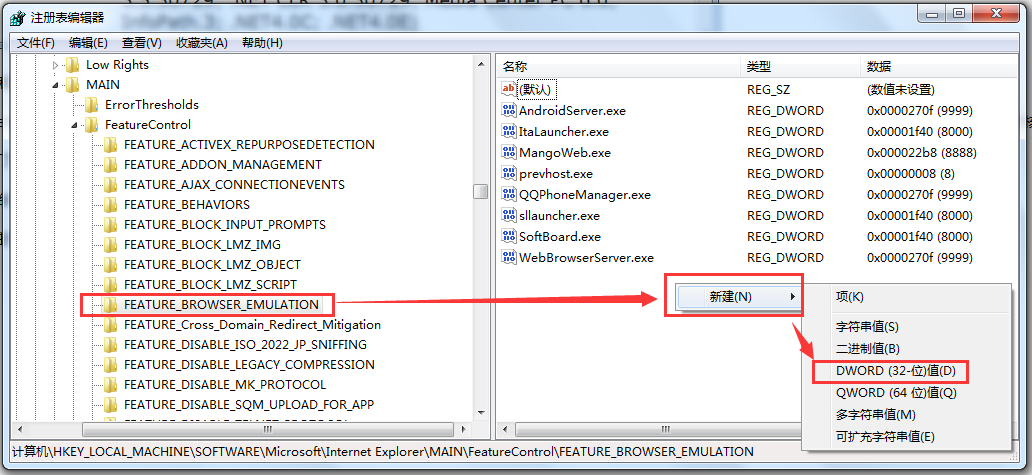 注册表编辑器
文件(F) 编辑(E) 查看(V) 收藏夹(A) 帮助(H)
Low Rights
MAIN
ErrorThresholds
FeatureControl
FEATURE_ACTIVEX_REPURPOSEDETECTION
FEATURE_ADDON_MANAGEMENT
FEATURE_AJAX_CONNECTIONEVENTS
FEATURE_BEHAVIORS
FEATURE_BLOCK_INPUT_PROMPTS
FEATURE_BLOCK_LMZ_IMG
FEATURE_BLOCK_LMZ_OBJECT
FEATURE_BLOCK_LMZ_SCRIPT
FEATURE_BROWSER_EMULATION
FEATURE_Cross_Domain_Redirect_Mitigation
FEATURE_DISABLE_ISO_2022_JP_SNIFFING
FEATURE_DISABLE_LEGACY_COMPRESSION
FEATURE_DISABLE_MK_PROTOCOL
FEATURE_DISABLE_SQM_UPLOAD_FOR_APP
名称 类型 数据
ab (默认) REG_SZ (数值未设置)
AndroidServer.exe REG_DWORD 0x0000270f (9999)
ItaLauncher.exe REG_DWORD 0x00001f40 (8000)
MangoWeb.exe REG_DWORD 0x000022b8 (8888)
prevhost.exe REG_DWORD 0x00000008 (8)
QQPhoneManager.exe REG_DWORD 0x0000270f (9999)
sllauncher.exe REG_DWORD 0x00001f40 (8000)
SoftBoard.exe REG_DWORD 0x00001f40 (8000)
WebBrowserServer.exe REG_DWORD 0x0000270f (9999)
新建(N)
项(K)
字符串值(S)
二进制值(B)
DWORD (32-位)值(D)
QWORD (64 位)值(Q)
多字符串值(M)
可扩充字符串值(E)
计算机\HKEY_LOCAL_MACHINE\SOFTWARE\Microsoft\Internet Explorer\MAIN\FeatureControl\FEATURE_BROWSER_EMULATION